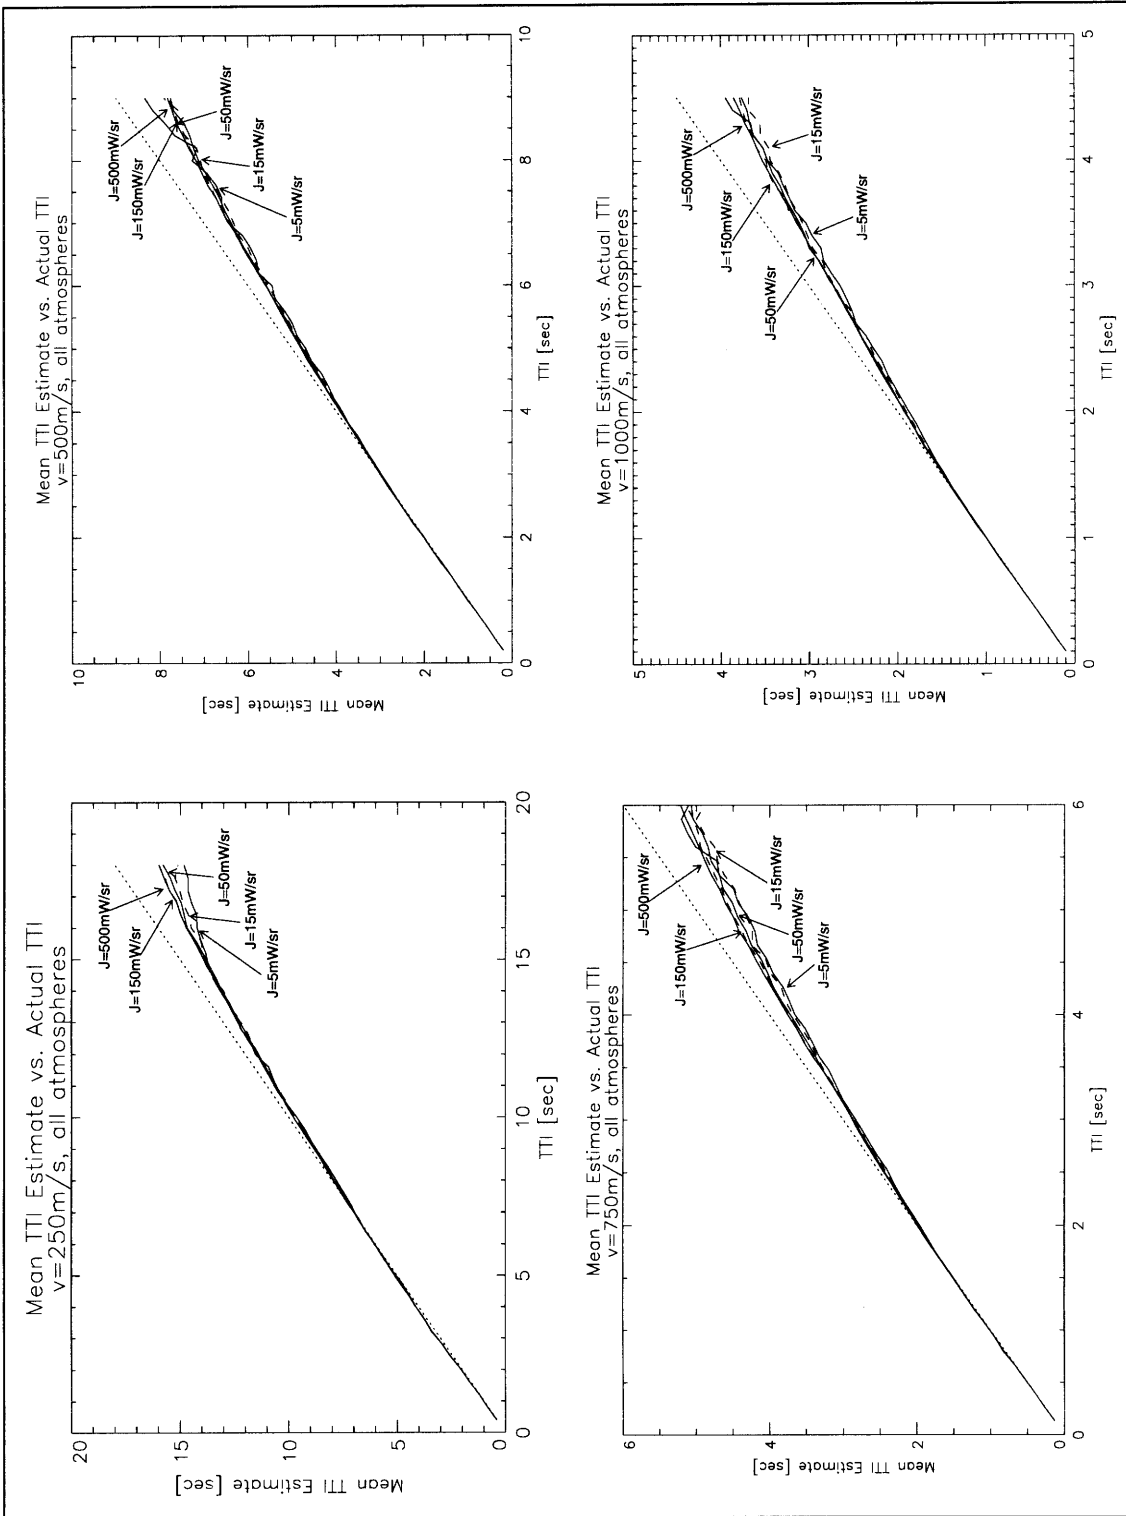 Mean TTI Estimate vs. Actual TTI
v=250m/s, all atmospheres
20
15
10
5
0
Mean TTI Estimate [sec]
J=500mW/sr
J=150mW/sr
J=50mW/sr
J=15mW/sr
J=5mW/sr
0
5
10
15
20
TTI [sec]
Mean TTI Estimate vs. Actual TTI
v=500m/s, all atmospheres
8
6
4
2
0
Mean TTI Estimate [sec]
J=500mW/sr
J=150mW/sr
J=50mW/sr
J=15mW/sr
J=5mW/sr
0
2
4
6
8
10
TTI [sec]
Mean TTI Estimate vs. Actual TTI
v=750m/s, all atmospheres
6
4
2
0
Mean TTI Estimate [sec]
J=500mW/sr
J=150mW/sr
J=15mW/sr
J=50mW/sr
J=5mW/sr
0
2
4
6
TTI [sec]
Mean TTI Estimate vs. Actual TTI
v=1000m/s, all atmospheres
5
4
3
2
1
0
Mean TTI Estimate [sec]
J=500mW/sr
J=150mW/sr
J=50mW/sr
J=15mW/sr
J=5mW/sr
0
1
2
3
4
5
TTI [sec]